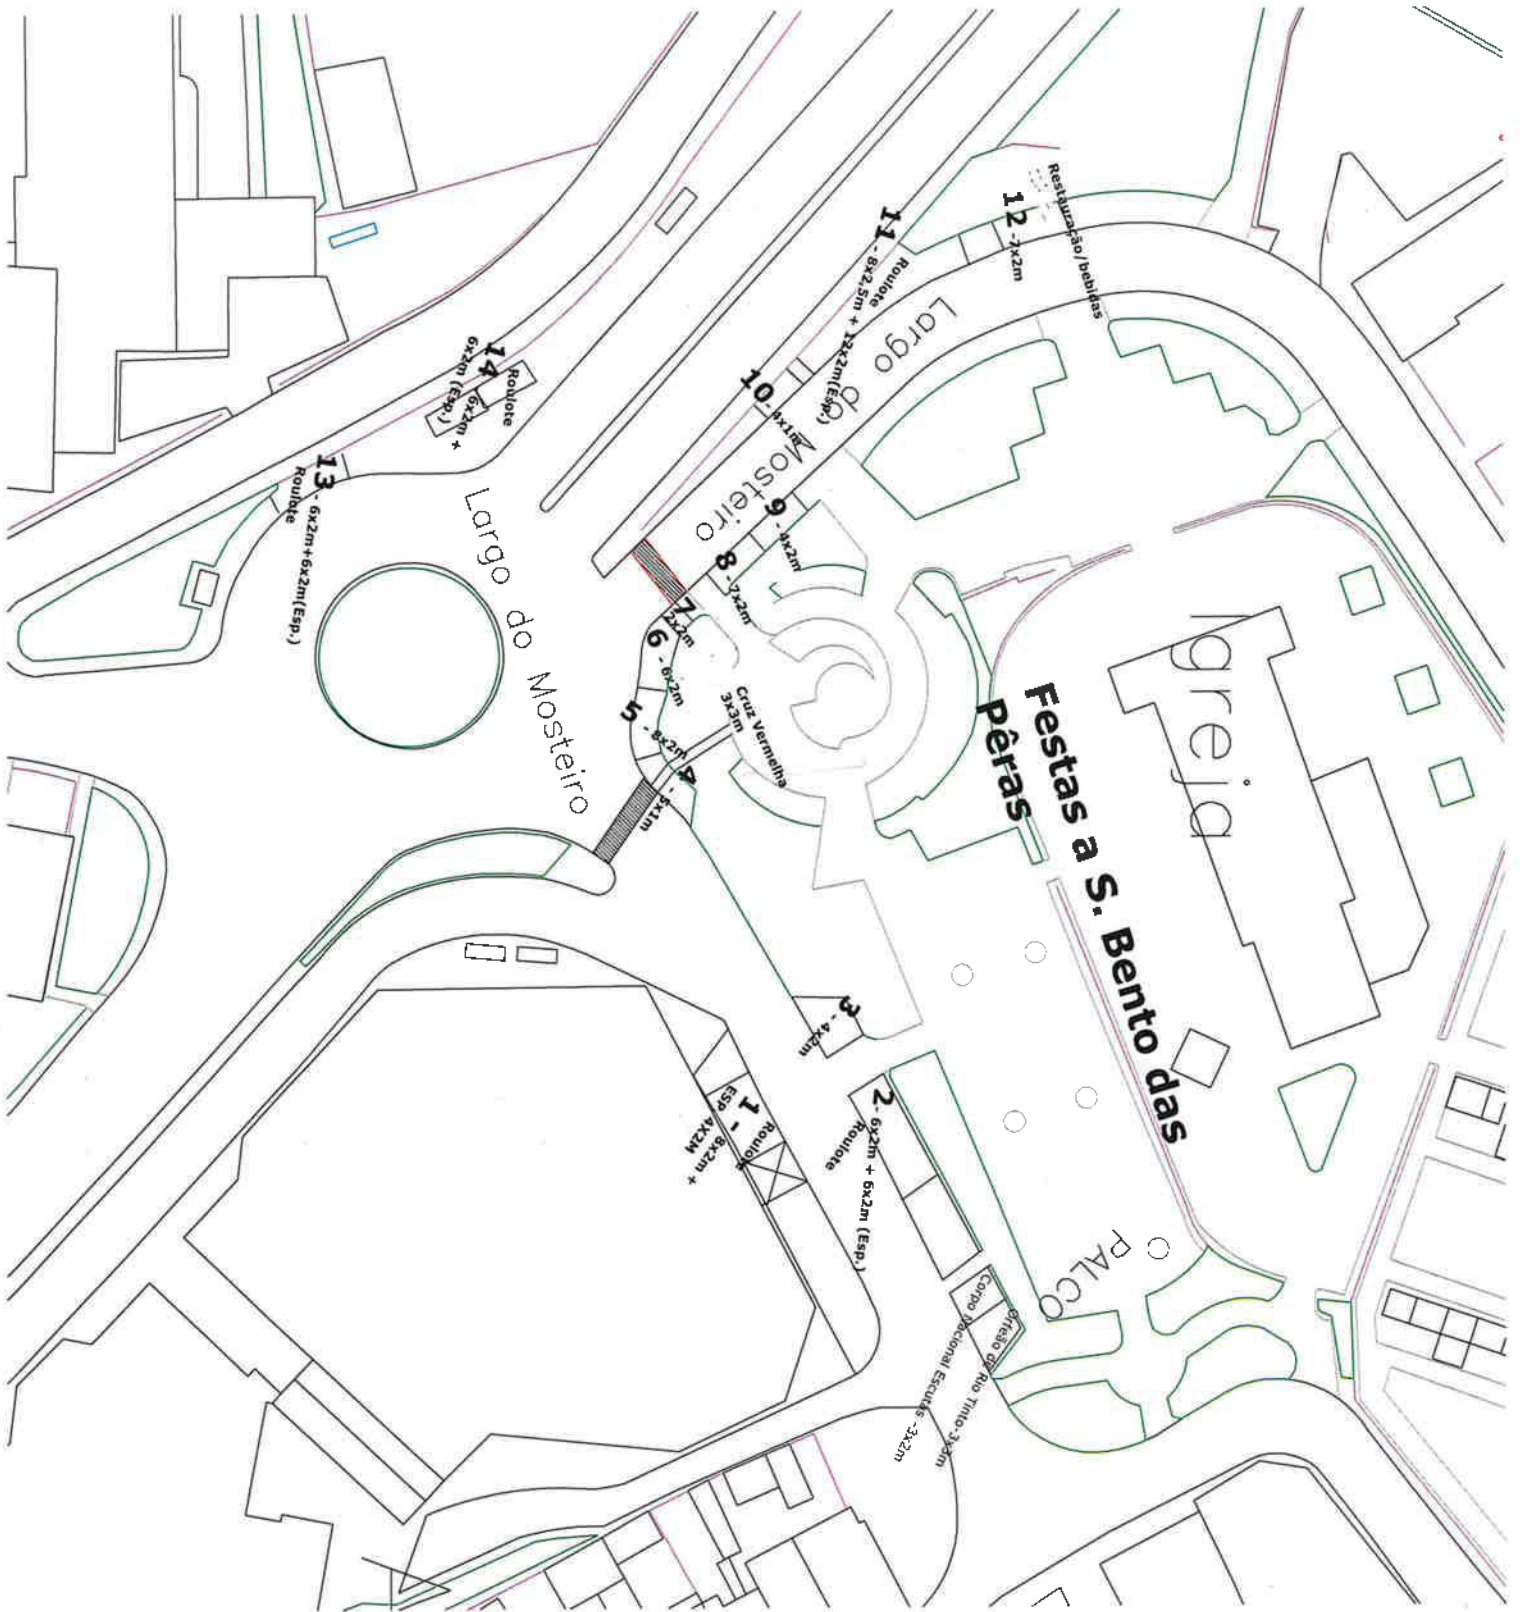 Festas a S. Bento das
Pêras
Igreja
Largo do
Mosteiro
Largo do Mosteiro
PALCO
1 - 8x2m +
ESP 4X2M
Roulote
2 - 6x2m + 6x2m (Esp.)
Roulote
3 - 4x2m
4 - 5x1m
5 - 8x2m
6 - 6x2m
7
2x2m
8 - 7x2m
9 - 4x2m
10 - 4x1m
11 - 8x2,5m + 12x2m(Esp.)
Roulote
12 -7x2m
Restauração/bebidas
13 - 6x2m+6x2m(Esp.)
Roulote
14 - 6x2m +
6x2m (Esp.)
Roulote
Cruz Vermelha
3x3m
Corpo Nacional Escutas -3x2m
Orfeão de Rio Tinto-3x3m